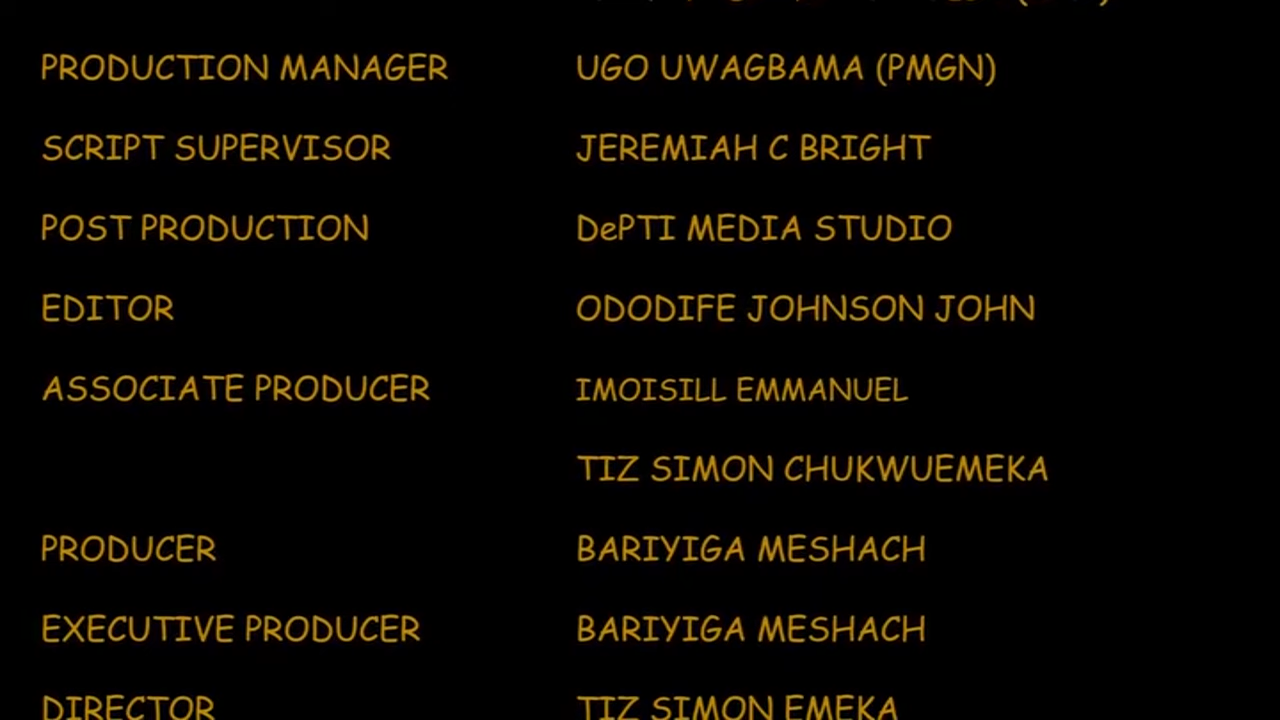 PRODUCTION MANAGER UGO UWAGBAMA (PMGN)
SCRIPT SUPERVISOR JEREMIAH C BRIGHT
POST PRODUCTION DePTI MEDIA STUDIO
EDITOR ODODIFE JOHNSON JOHN
ASSOCIATE PRODUCER IMOISILL EMMANUEL
TIZ SIMON CHUKWUEMEKA
PRODUCER BARIYIGA MESHACH
EXECUTIVE PRODUCER BARIYIGA MESHACH
DIRECTOR TIZ SIMON EMEKA